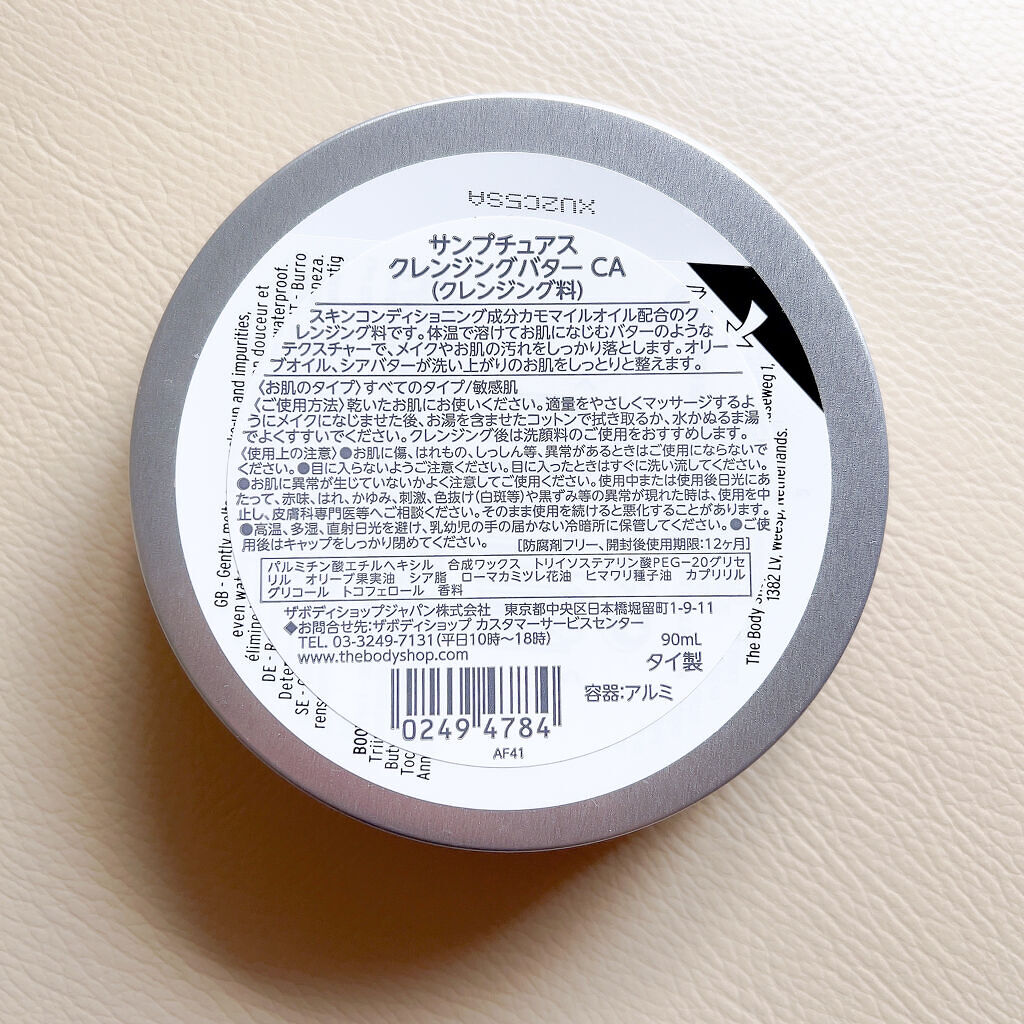 XU2C5SA
サンプチュアス
クレンジングバター CA
(クレンジング料)
スキンコンディショニング成分カモマイルオイル配合のク
レンジング料です。体温で溶けてお肌になじむバターのような
テクスチャーで、メイクやお肌の汚れをしっかり落とします。オリー
ブオイル、シアバターが洗い上がりのお肌をしっとりと整えます。
〈お肌のタイプ〉すべてのタイプ/敏感肌
〈ご使用方法〉乾いたお肌にお使いください。適量をやさしくマッサージするよ
うにメイクになじませた後、お湯を含ませたコットンで拭き取るか、水かぬるま湯
でよくすすいでください。クレンジング後は洗顔料のご使用をおすすめします。
〈使用上の注意〉●お肌に傷、はれもの、しっしん等、異常があるときはご使用にならないで
ください。●目に入らないようご注意ください。目に入ったときはすぐに洗い流してください。
●お肌に異常が生じていないかよく注意してご使用ください。使用中または使用後日光にあ
たって、赤味、はれ、かゆみ、刺激、色抜け(白斑等)や黒ずみ等の異常が現れた時は、使用を中
止し、皮膚科専門医等へご相談ください。そのまま使用を続けると悪化することがあります。
●高温、多湿、直射日光を避け、乳幼児の手の届かない冷暗所に保管してください。●ご使
用後はキャップをしっかり閉めてください。 [防腐剤フリー、開封後使用期限:12ヶ月]
パルミチン酸エチルヘキシル 合成ワックス トリイソステアリン酸PEG-20グリセ
リル オリーブ果実油 シア脂 ローマカミツレ花油 ヒマワリ種子油 カプリリル
グリコール トコフェロール 香料
ザボディショップジャパン株式会社 東京都中央区日本橋堀留町1-9-11
◆お問合せ先:ザボディショップ カスタマーサービスセンター
TEL. 03-3249-7131(平日10時〜18時)
www.thebodyshop.com
90mL
タイ製
容器:アルミ
0249 4784
AF41
GB - Gently
and impurities,
even
douceur et
waterproof.
DE -
SE -
Burro
BOO
Trii
But
Toc
Ann
The Body
1382 LV, Weesp, Netherlands.